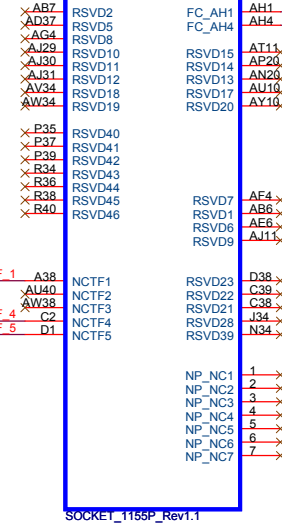 AB7 RSVD2 FC_AH1 AH1
AD37 RSVD5 FC_AH4 AH4
AG4 RSVD8
AJ29 RSVD10 RSVD15 AT11
AJ30 RSVD11 RSVD14 AP20
AJ31 RSVD12 RSVD13 AN20
AV34 RSVD18 RSVD17 AU10
AW34 RSVD19 RSVD20 AY10
P35 RSVD40
P37 RSVD41
P39 RSVD42
R34 RSVD43
R36 RSVD44
R38 RSVD45 RSVD7 AF4
R40 RSVD46 RSVD1 AB6
RSVD6 AE6
RSVD9 AJ11
F_1 A38 NCTF1 RSVD23 D38
AU40 NCTF2 RSVD22 C39
AW38 NCTF3 RSVD21 C38
F_4 C2 NCTF4 RSVD28 J34
F_5 D1 NCTF5 RSVD39 N34
NP_NC1 1
NP_NC2 2
NP_NC3 3
NP_NC4 4
NP_NC5 5
NP_NC6 6
NP_NC7 7
SOCKET_1155P_Rev1.1